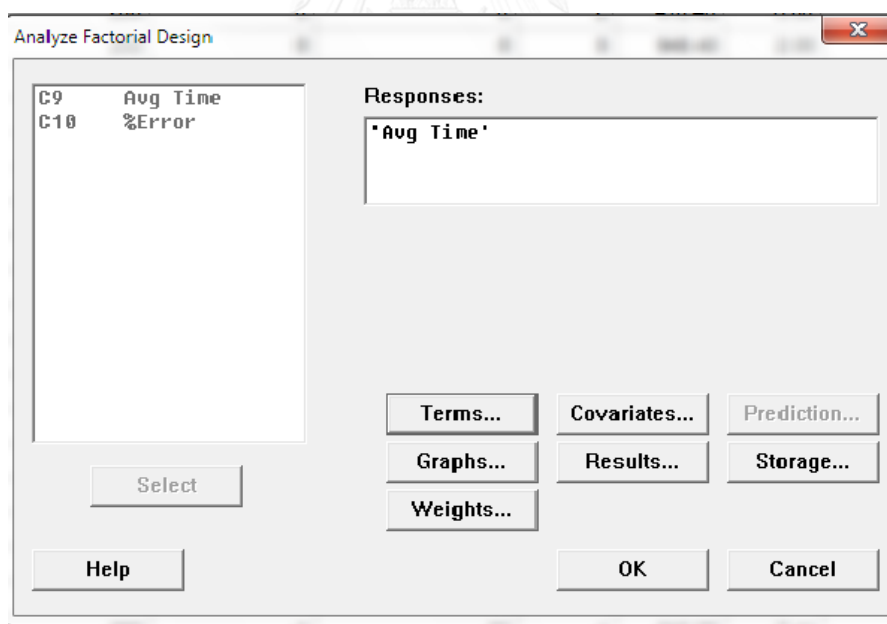 Analyze Factorial Design
C9 Avg Time
C10 %Error
Responses:
'Avg Time'
Terms... Covariates... Prediction...
Graphs... Results... Storage...
Select
Weights...
Help OK Cancel